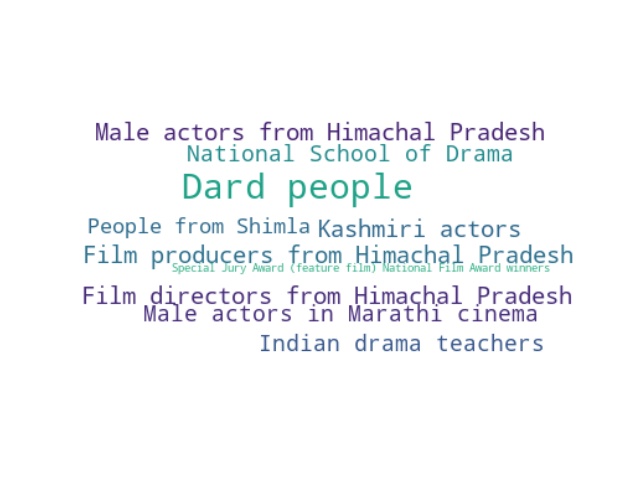 Male actors from Himachal Pradesh
National School of Drama
Dard people
People from Shimla
Kashmiri actors
Film producers from Himachal Pradesh
Special Jury Award (feature film) National Film Award winners
Film directors from Himachal Pradesh
Male actors in Marathi cinema
Indian drama teachers